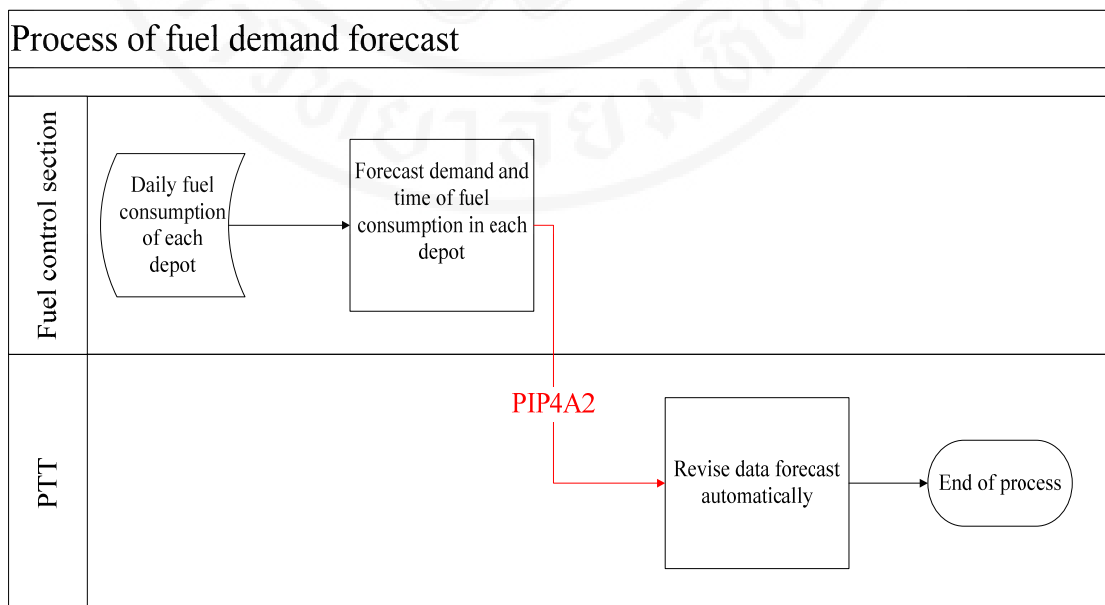 Process of fuel demand forecast
Fuel control section
Daily fuel
consumption
of each
depot
Forecast demand and
time of fuel
consumption in each
depot
PTT
PIP4A2
Revise data forecast
automatically
End of process